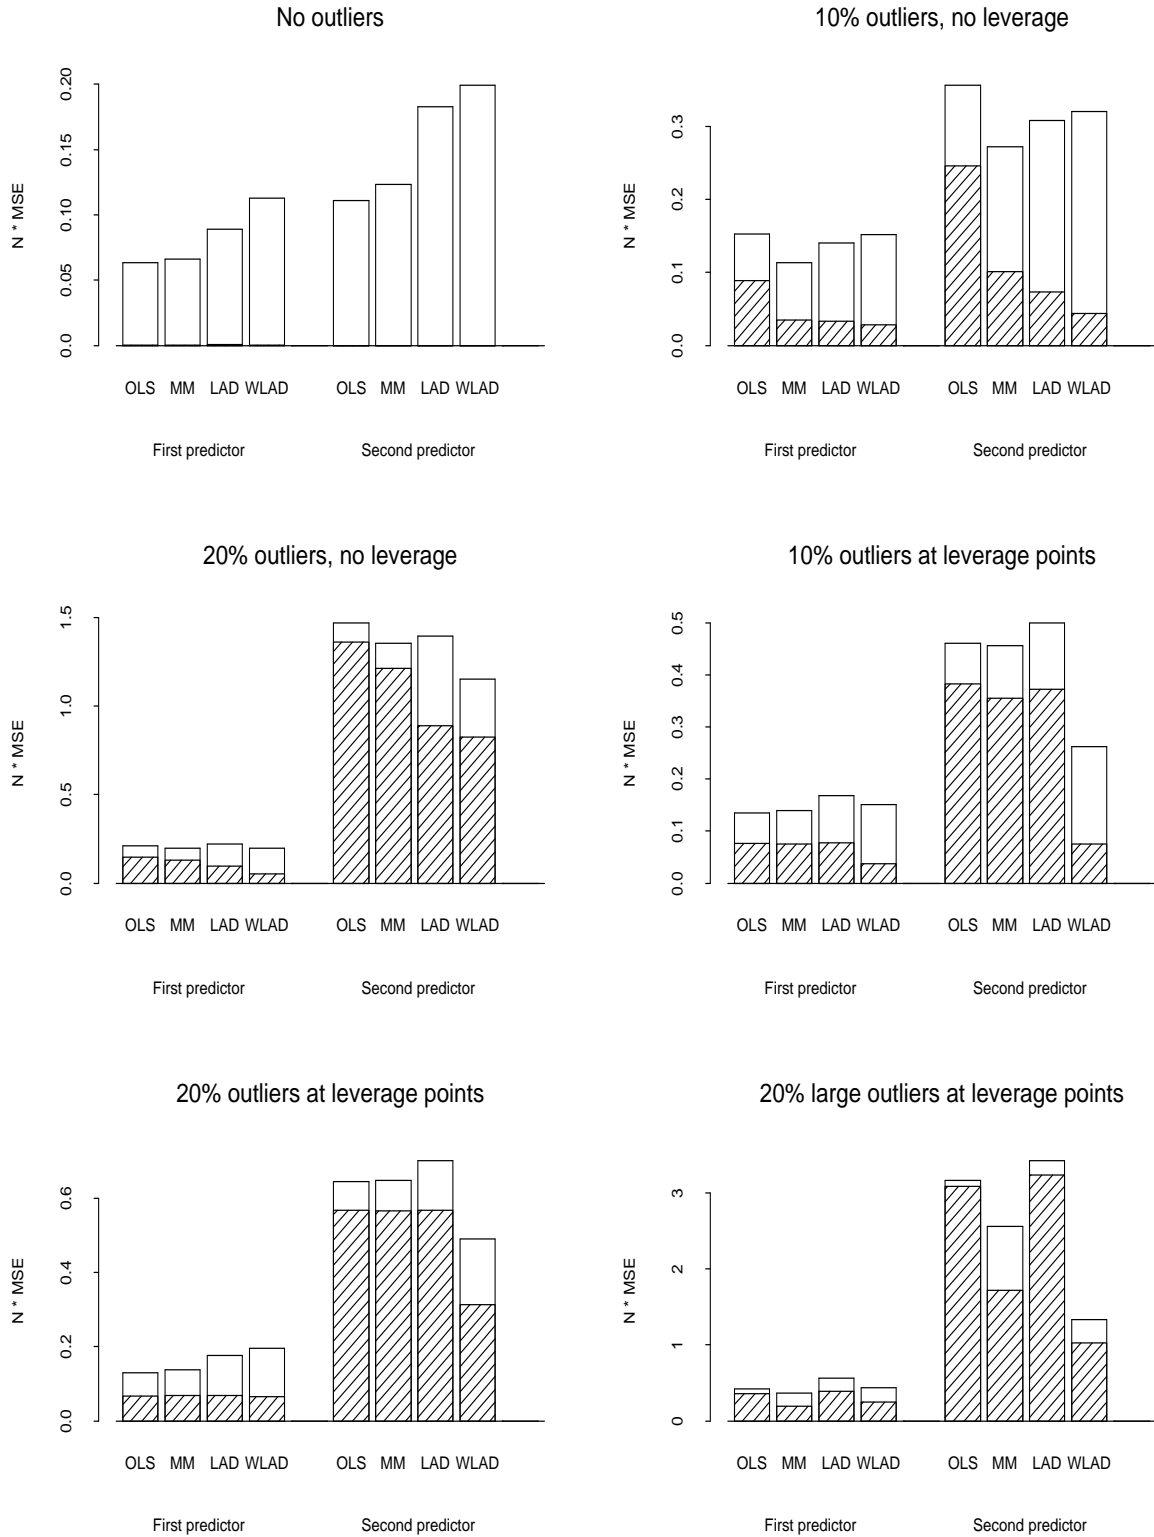 No outliers
N * MSE
0.20
0.15
0.10
0.05
0.0
OLS MM LAD WLAD OLS MM LAD WLAD
First predictor Second predictor
10% outliers, no leverage
N * MSE
0.3
0.2
0.1
0.0
OLS MM LAD WLAD OLS MM LAD WLAD
First predictor Second predictor
20% outliers, no leverage
N * MSE
1.5
1.0
0.5
0.0
OLS MM LAD WLAD OLS MM LAD WLAD
First predictor Second predictor
10% outliers at leverage points
N * MSE
0.5
0.4
0.3
0.2
0.1
0.0
OLS MM LAD WLAD OLS MM LAD WLAD
First predictor Second predictor
20% outliers at leverage points
N * MSE
0.6
0.4
0.2
0.0
OLS MM LAD WLAD OLS MM LAD WLAD
First predictor Second predictor
20% large outliers at leverage points
N * MSE
3
2
1
0
OLS MM LAD WLAD OLS MM LAD WLAD
First predictor Second predictor